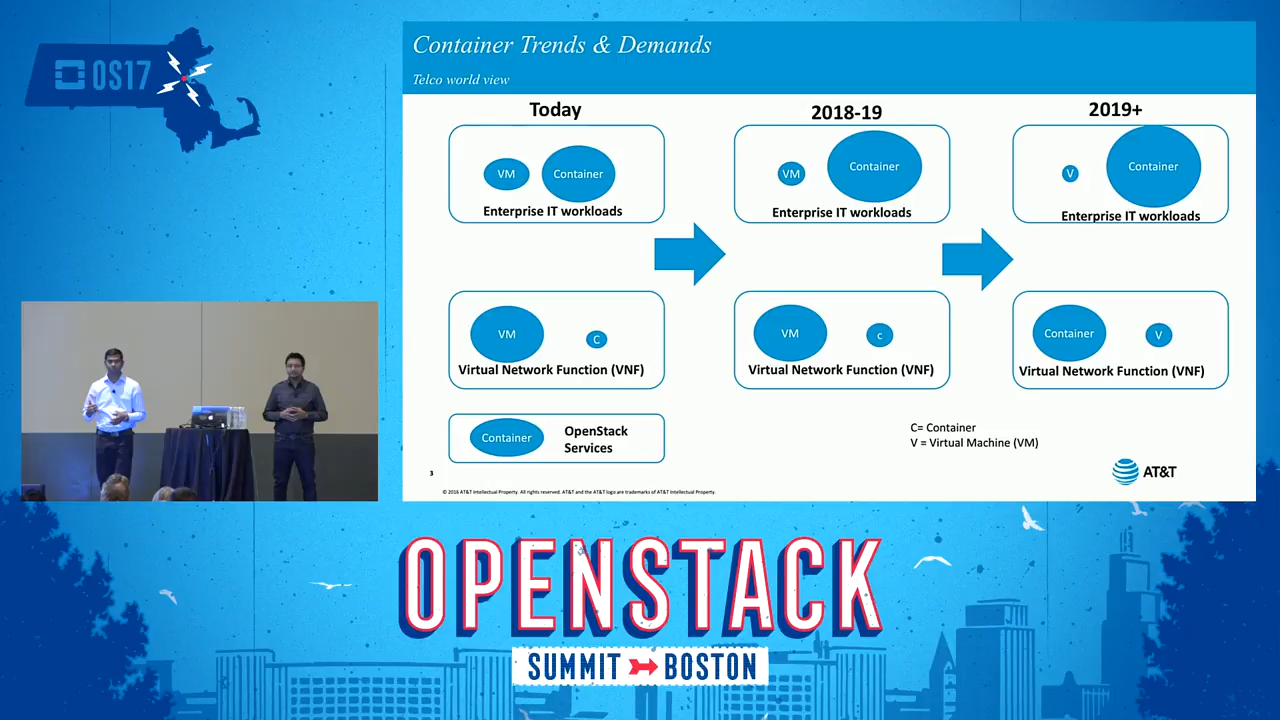 OS17
Container Trends & Demands
Telco world view
Today
2018-19
2019+
VM
Container
Enterprise IT workloads
VM
Container
Enterprise IT workloads
V
Container
Enterprise IT workloads
VM
C
Virtual Network Function (VNF)
VM
c
Virtual Network Function (VNF)
Container
V
Virtual Network Function (VNF)
Container
OpenStack
Services
C= Container
V = Virtual Machine (VM)
3
AT&T
© 2016 AT&T Intellectual Property. All rights reserved. AT&T and the AT&T logo are trademarks of AT&T Intellectual Property.
OPENSTACK
SUMMIT BOSTON